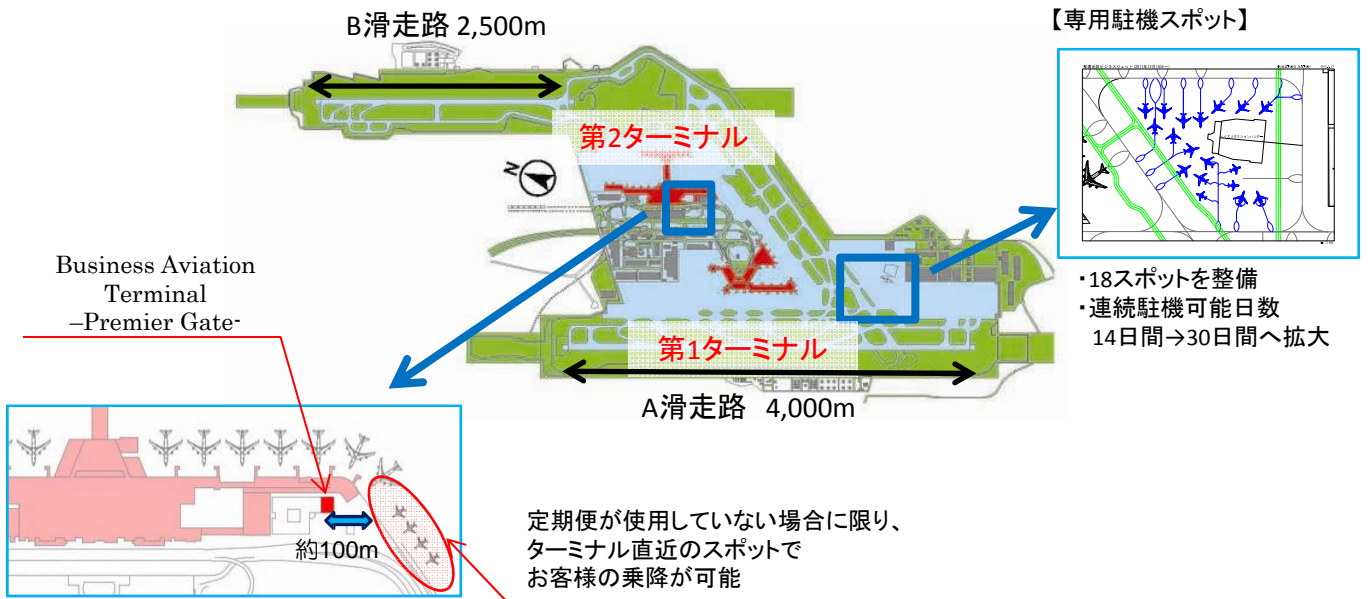 B滑走路 2,500m
【専用駐機スポット】
第2ターミナル
N
Business Aviation
Terminal
–Premier Gate-
・18スポットを整備
・連続駐機可能日数
14日間→30日間へ拡大
第1ターミナル
A滑走路 4,000m
約100m
定期便が使用していない場合に限り、
ターミナル直近のスポットで
お客様の乗降が可能